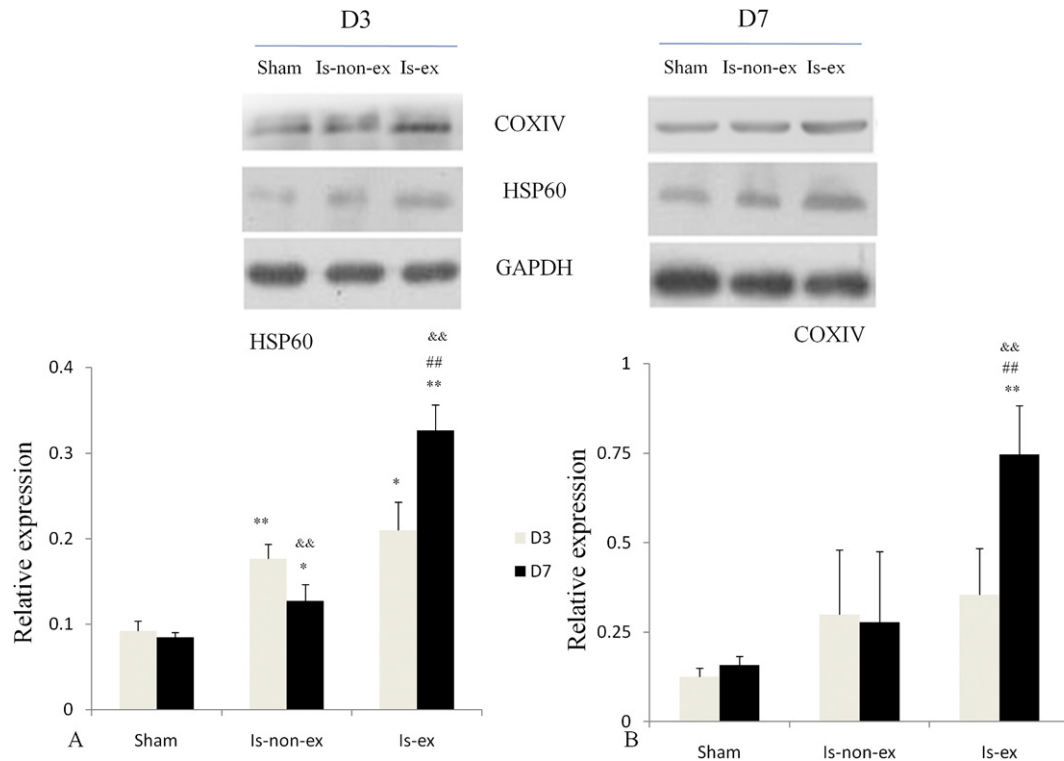 D3
D7
Sham Is-non-ex Is-ex
Sham Is-non-ex Is-ex
COXIV
HSP60
GAPDH
HSP60
Relative expression
0.4
0.3
0.2
0.1
0
**
&&
*
*
&&
##
**
Sham
Is-non-ex
Is-ex
A
D3
D7
COXIV
Relative expression
1
0.75
0.5
0.25
0
&&
##
**
Sham
Is-non-ex
Is-ex
B